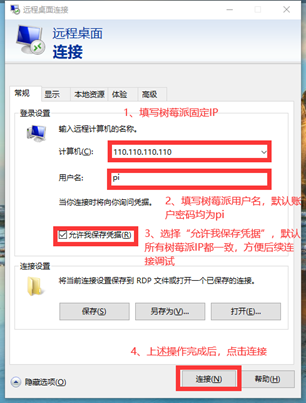 远程桌面连接
远程桌面
连接
常规 显示 本地资源 体验 高级
登录设置
1、填写树莓派固定IP
输入远程计算机的名称。
计算机(C): 110.110.110.110
用户名: pi
当你连接时将向你询问凭据。
2、填写树莓派用户名，默认账
户密码均为pi
允许我保存凭据(R)
3、选择“允许我保存凭据”，默认
所有树莓派IP都一致，方便后续连
接调试
连接设置
将当前连接设置保存到 RDP 文件或打开一个已保存的连接。
保存(S) 另存为(V)... 打开(E)...
4、上述操作完成后，点击连接
隐藏选项(O) 连接(N) 帮助(H)